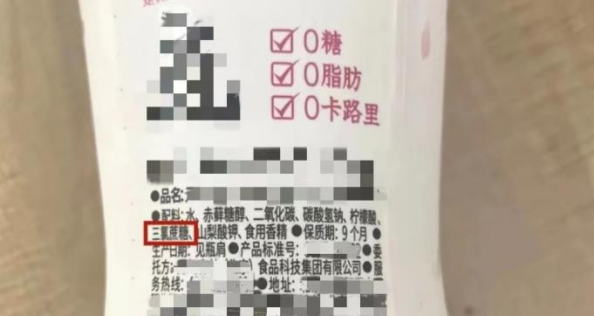 0糖
0脂肪
0卡路里
●品名:
●配料:水、赤藓糖醇、二氧化碳、碳酸氢钠、柠檬酸、
三氯蔗糖、山梨酸钾、食用香精 ●保质期:9个月 ●
生产日期:见瓶肩 ●产品标准号: ●委
托方: 食品科技集团有限公司 ●服
务热线: ●地址: